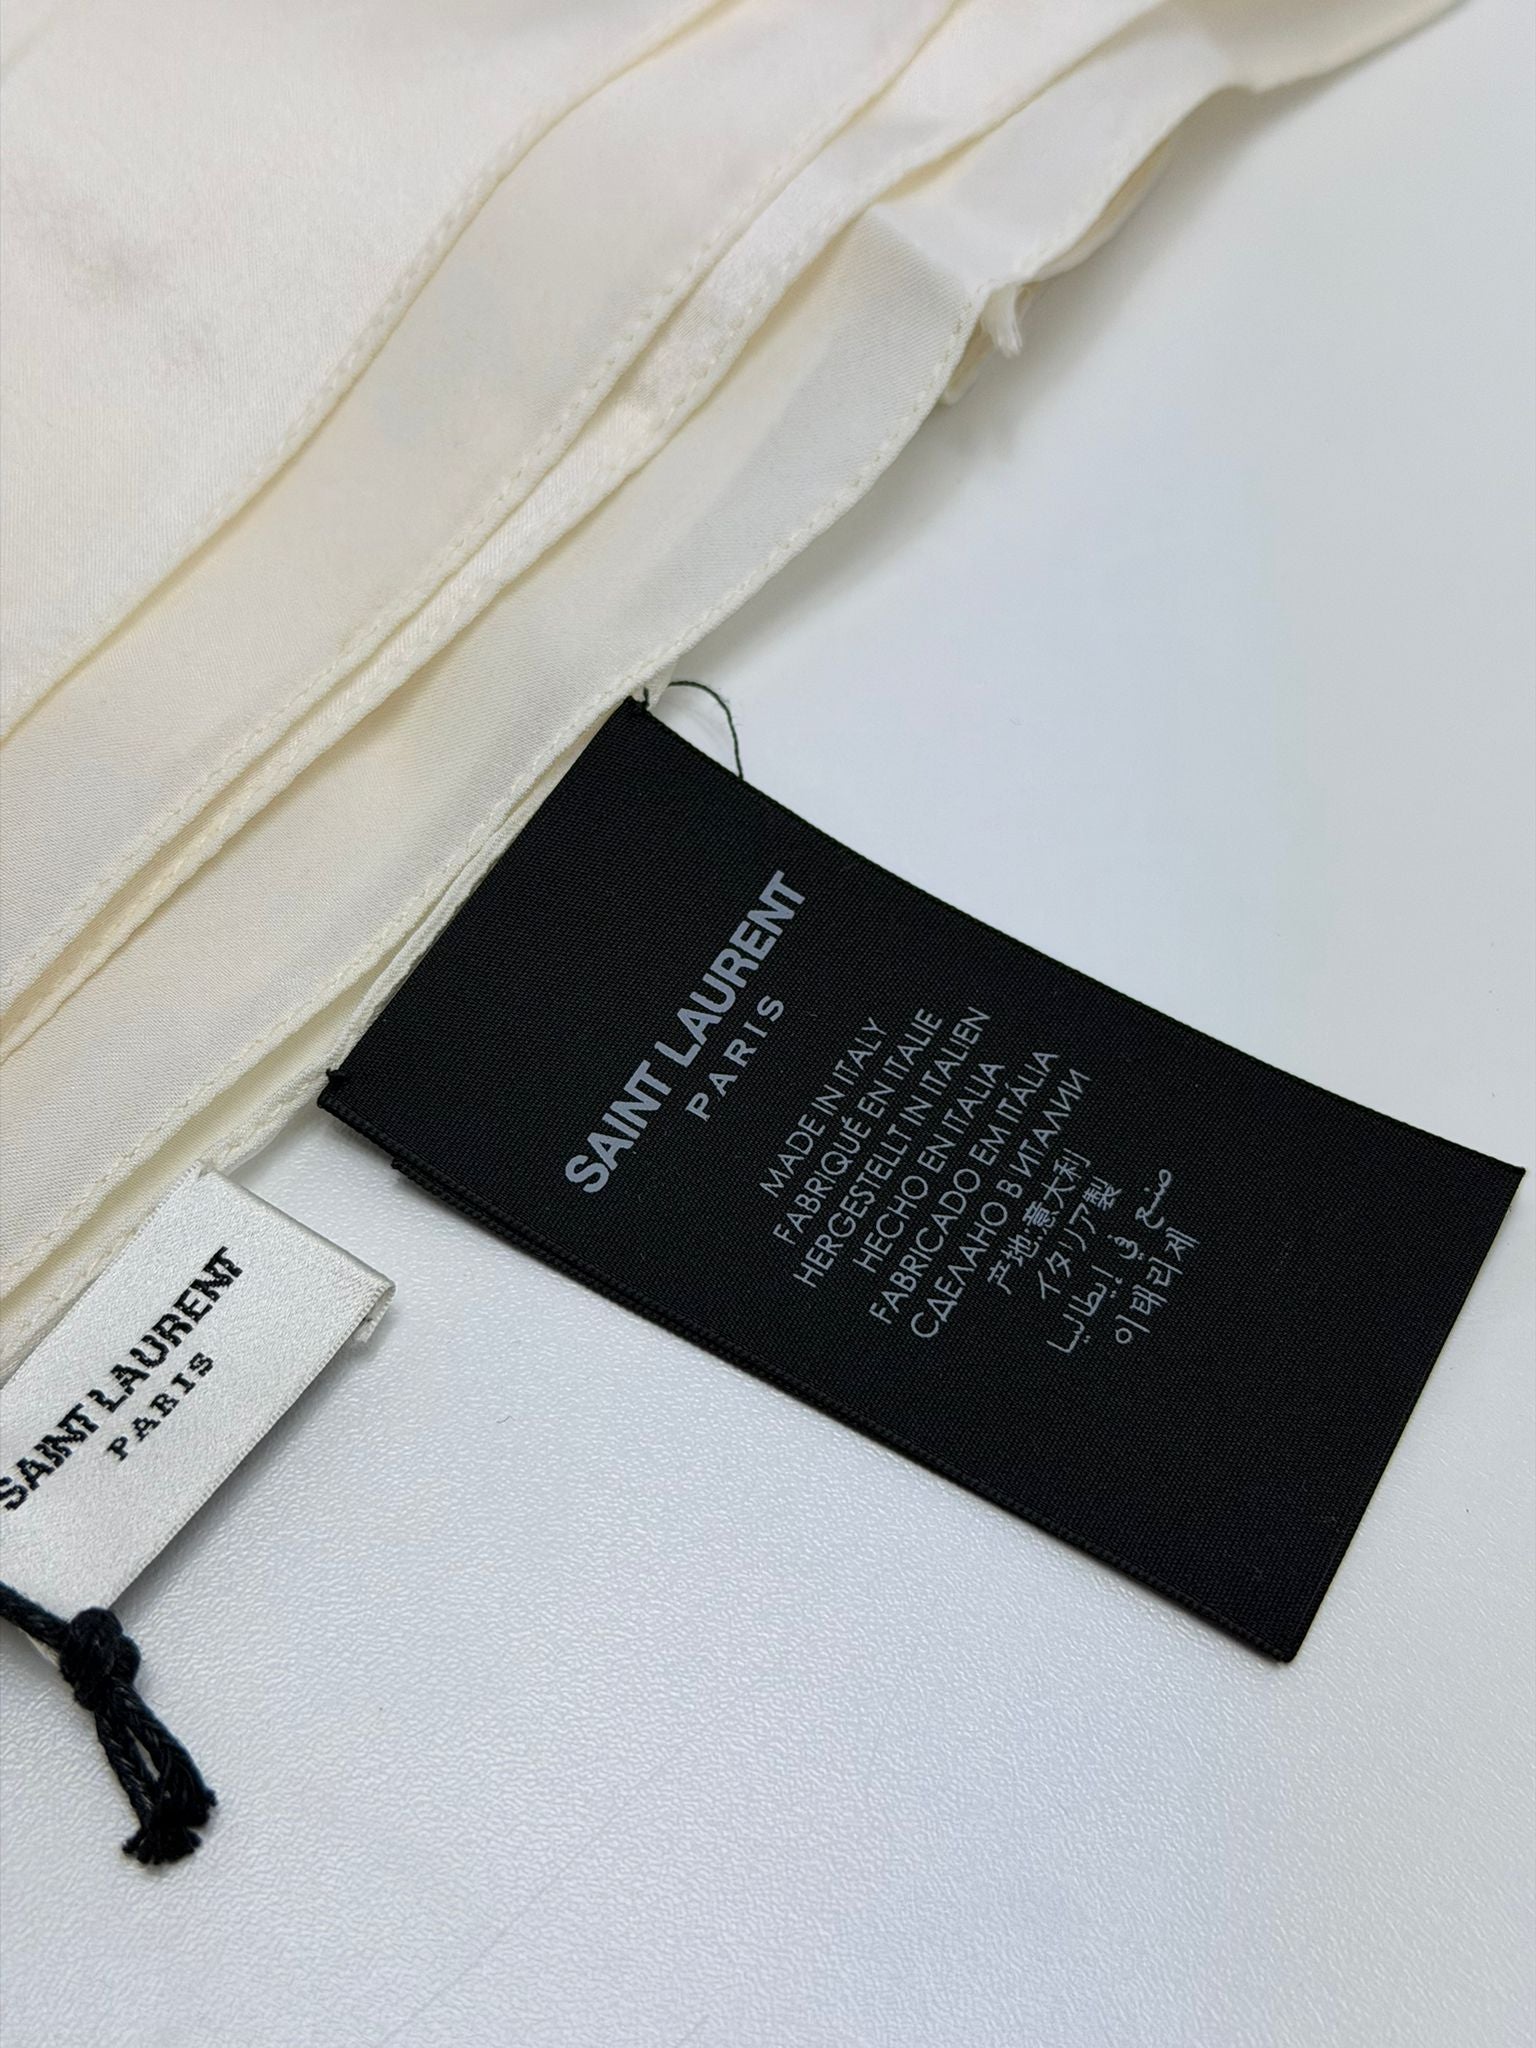 SAINT LAURENT
PARIS
MADE IN ITALY
FABRIQUÉ EN ITALIE
HERGESTELLT IN ITALIEN
HECHO EN ITALIA
FABRICADO EM ITÁLIA
СДЕЛАНО В ИТАЛИИ
产地:意大利
イタリア製
صنع في إيطاليا
이태리제
SAINT LAURENT
PARIS